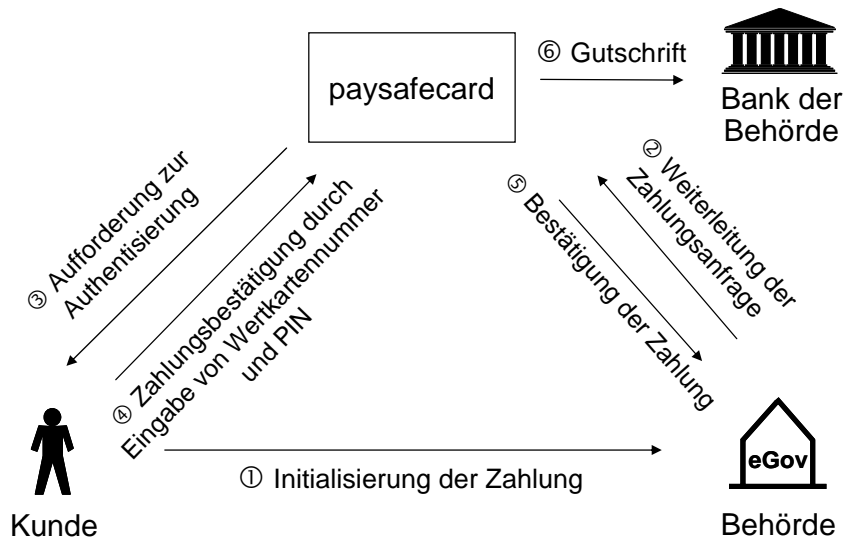 paysafecard
⑥ Gutschrift
Bank der
Behörde
③ Aufforderung zur
Authentisierung
④ Zahlungsbestätigung durch
Eingabe von Wertkartennummer
und PIN
⑤ Bestätigung der Zahlung
② Weiterleitung der
Zahlungsanfrage
① Initialisierung der Zahlung
eGov
Kunde
Behörde